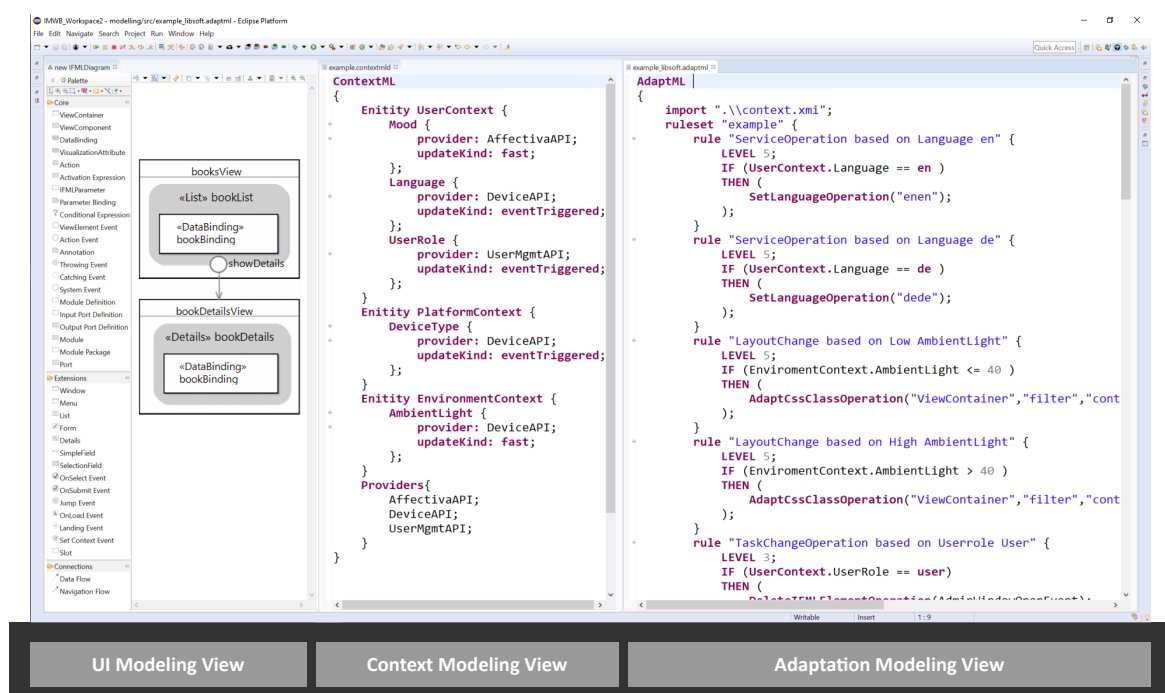 IMWB_Workspace2 - modelling/src/example_libsoft.adaptml - Eclipse Platform
File Edit Navigate Search Project Run Window Help
Quick Access
new IFMLDiagram
Palette
Core
ViewContainer
ViewComponent
DataBinding
VisualizationAttribute
Action
Activation Expression
IFMLParameter
Parameter Binding
Conditional Expression
ViewElement Event
Action Event
Annotation
Throwing Event
Catching Event
System Event
Module Definition
Input Port Definition
Output Port Definition
Module
Module Package
Port
Extensions
Window
Menu
List
Form
Details
SimpleField
SelectionField
OnSelect Event
OnSubmit Event
Jump Event
OnLoad Event
Landing Event
Set Context Event
Slot
Connections
Data Flow
Navigation Flow
booksView
«List» bookList
«DataBinding»
bookBinding
showDetails
bookDetailsView
«Details» bookDetails
«DataBinding»
bookBinding
example.contextmld
ContextML
{
Enitity UserContext {
Mood {
provider: AffectivaAPI;
updateKind: fast;
};
Language {
provider: DeviceAPI;
updateKind: eventTriggered;
};
UserRole {
provider: UserMgmtAPI;
updateKind: eventTriggered;
};
}
Enitity PlatformContext {
DeviceType {
provider: DeviceAPI;
updateKind: eventTriggered;
};
}
Enitity EnvironmentContext {
AmbientLight {
provider: DeviceAPI;
updateKind: fast;
};
}
Providers{
AffectivaAPI;
DeviceAPI;
UserMgmtAPI;
}
}
example_libsoft.adaptml
AdaptML
{
import ".\\context.xmi";
ruleset "example" {
rule "ServiceOperation based on Language en" {
LEVEL 5;
IF (UserContext.Language == en )
THEN (
SetLanguageOperation("enen");
);
}
rule "ServiceOperation based on Language de" {
LEVEL 5;
IF (UserContext.Language == de )
THEN (
SetLanguageOperation("dede");
);
}
rule "LayoutChange based on Low AmbientLight" {
LEVEL 5;
IF (EnviromentContext.AmbientLight <= 40 )
THEN (
AdaptCssClassOperation("ViewContainer","filter","cont
);
}
rule "LayoutChange based on High AmbientLight" {
LEVEL 5;
IF (EnviromentContext.AmbientLight > 40 )
THEN (
AdaptCssClassOperation("ViewContainer","filter","cont
);
}
rule "TaskChangeOperation based on Userrole User" {
LEVEL 3;
IF (UserContext.UserRole == user)
THEN (
DeleteIFMLElementOperation(AdminWindowOpenEvent);
Writable Insert 1 : 9
UI Modeling View
Context Modeling View
Adaptation Modeling View